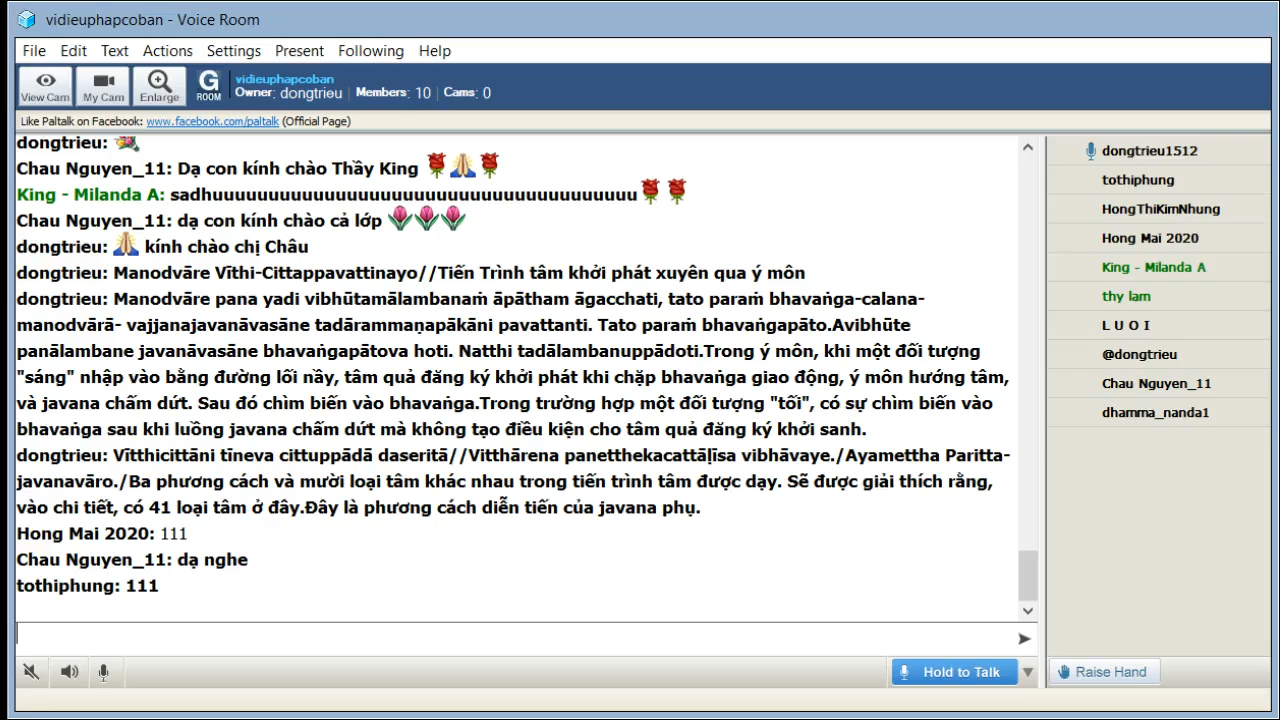 vidieuphapcoban - Voice Room
File Edit Text Actions Settings Present Following Help
View Cam My Cam Enlarge G ROOM vidieuphapcoban
Owner: dongtrieu | Members: 10 | Cams: 0
Like Paltalk on Facebook: www.facebook.com/paltalk (Official Page)
dongtrieu:
Chau Nguyen_11: Dạ con kính chào Thầy King
King - Milanda A: sadhuuuuuuuuuuuuuuuuuuuuuuuuuuuuuuuuuuuuuu
Chau Nguyen_11: dạ con kính chào cả lớp
dongtrieu: kính chào chị Châu
dongtrieu: Manodvāre Vīthi-Cittappavattinayo//Tiến Trình tâm khởi phát xuyên qua ý môn
dongtrieu: Manodvāre pana yadi vibhūtamālambanaṁ āpātham āgacchati, tato paraṁ bhavaṅga-calana-
manodvārā- vajjanajavanāvasāne tadārammaṇapākāni pavattanti. Tato paraṁ bhavaṅgapāto.Avibhūte
panālambane javanāvasāne bhavaṅgapātova hoti. Natthi tadālambanuppādoti.Trong ý môn, khi một đối tượng
"sáng" nhập vào bằng đường lối nầy, tâm quả đăng ký khởi phát khi chặp bhavaṅga giao động, ý môn hướng tâm,
và javana chấm dứt. Sau đó chìm biến vào bhavaṅga.Trong trường hợp một đối tượng "tối", có sự chìm biến vào
bhavaṅga sau khi luồng javana chấm dứt mà không tạo điều kiện cho tâm quả đăng ký khởi sanh.
dongtrieu: Vītthicittāni tīneva cittuppādā daseritā//Vitthārena panetthekacattāḷīsa vibhāvaye./Ayamettha Paritta-
javanavāro./Ba phương cách và mười loại tâm khác nhau trong tiến trình tâm được dạy. Sẽ được giải thích rằng,
vào chi tiết, có 41 loại tâm ở đây.Đây là phương cách diễn tiến của javana phụ.
Hong Mai 2020: 111
Chau Nguyen_11: dạ nghe
tothiphung: 111
dongtrieu1512
tothiphung
HongThiKimNhung
Hong Mai 2020
King - Milanda A
thy lam
L U O I
@dongtrieu
Chau Nguyen_11
dhamma_nanda1
Hold to Talk
Raise Hand